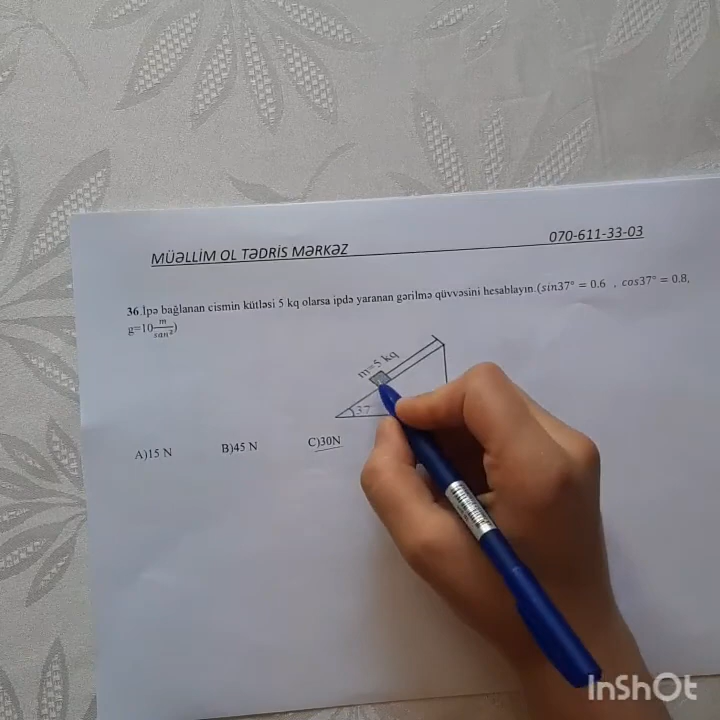 MÜƏLLİM OL TƏDRİS MƏRKƏZ
070-611-33-03
36.İpə bağlanan cismin kütləsi 5 kq olarsa ipdə yaranan gərilmə qüvvəsini hesablayın.(sin37° = 0.6 , cos37° = 0.8,
g=10 m/san²)
m=5 kq
37
A)15 N B)45 N C)30N
InShOt